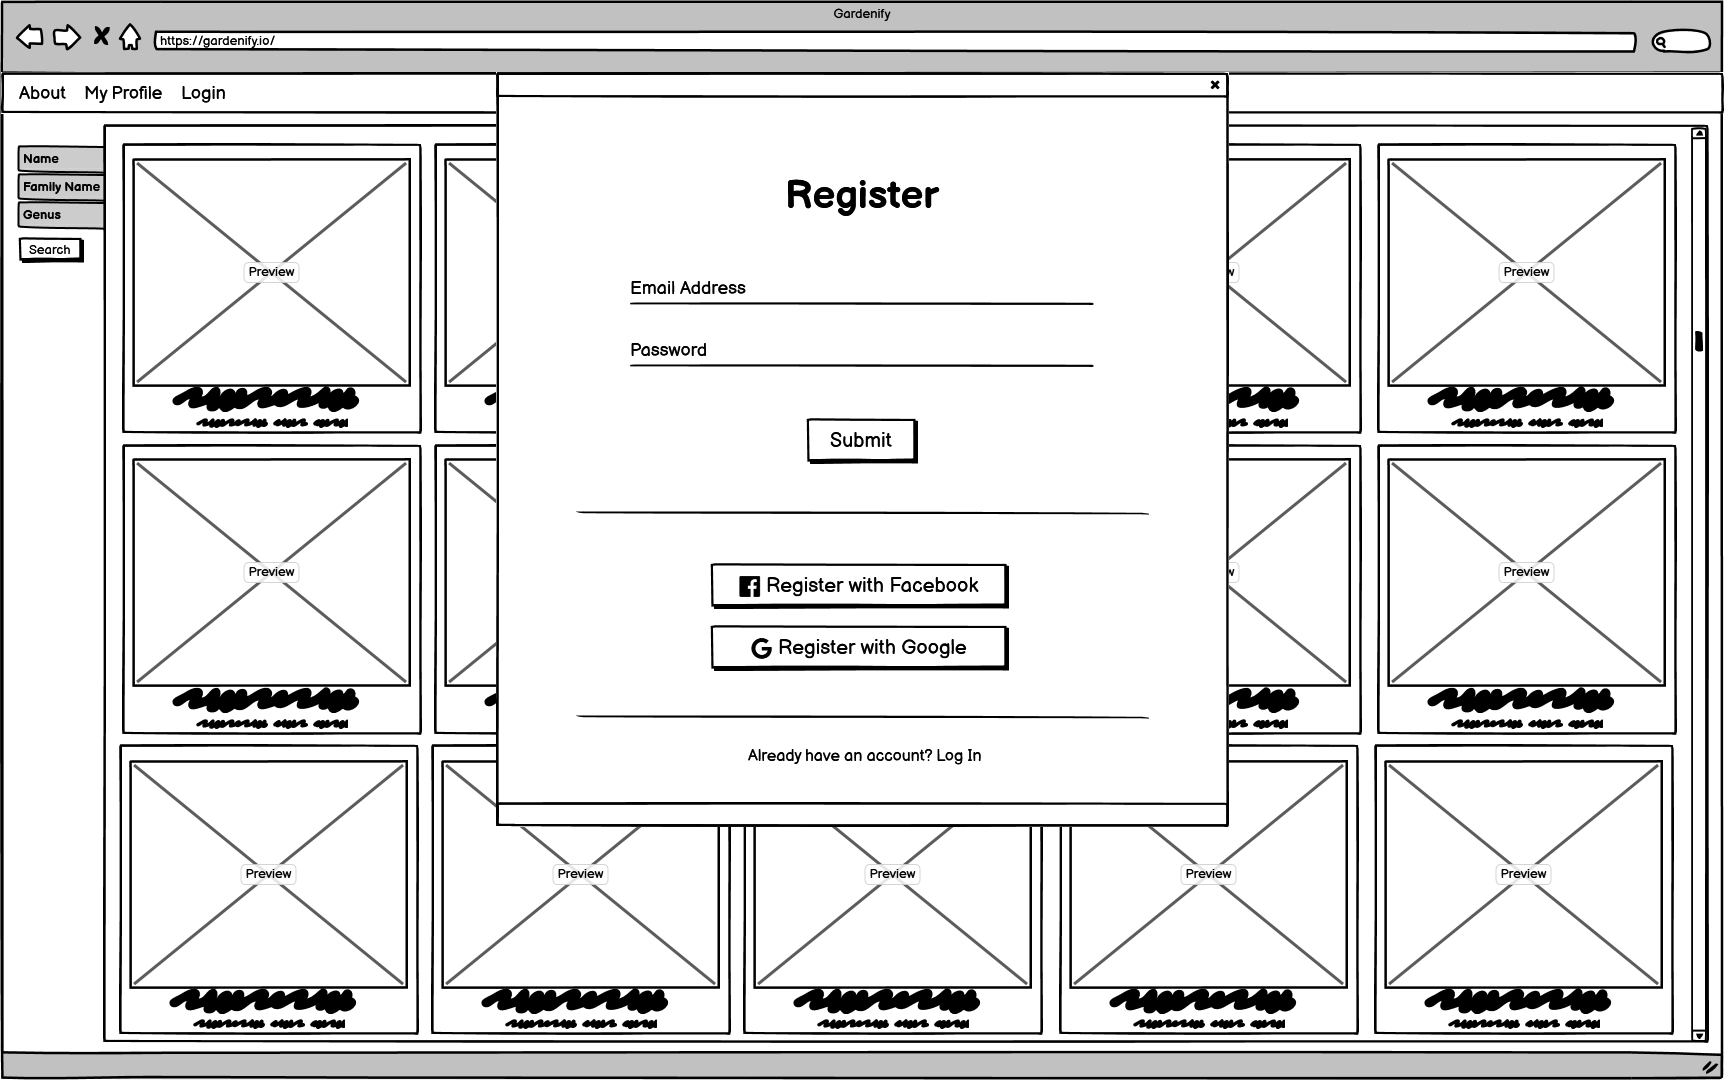 Gardenify
https://gardenify.io/
About My Profile Login
Name
Family Name
Genus
Search
Register
Email Address
Password
Submit
Register with Facebook
Register with Google
Already have an account? Log In
Preview
Preview
Preview
Preview
Preview
Preview
Preview
Preview
Preview